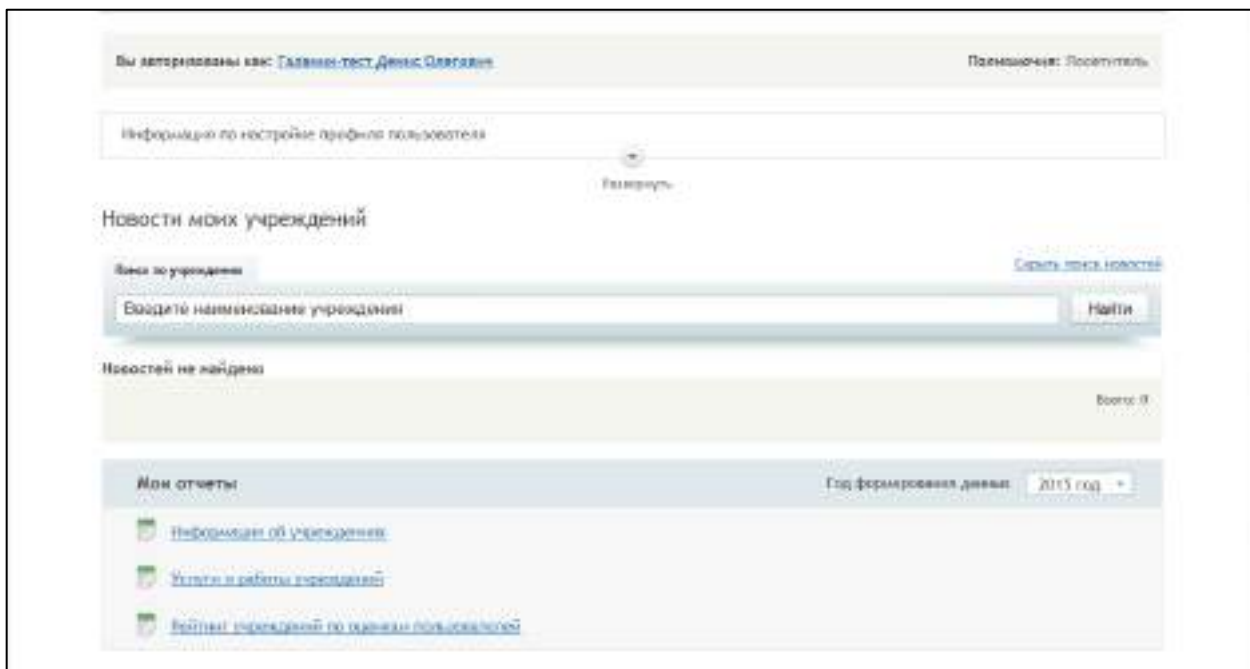 Вы авторизованы как: Галанин-тест Денис Олегович
Полномочия: Посетитель
Информация по настройке профиля пользователя
Развернуть
Новости моих учреждений
Поиск по учреждению
Скрыть поиск новостей
Введите наименование учреждения
Найти
Новостей не найдено
Всего: 0
Мои отчеты
Год формирования данных
2015 год
Информация об учреждениях
Услуги и работы учреждений
Рейтинг учреждений по оценкам пользователей